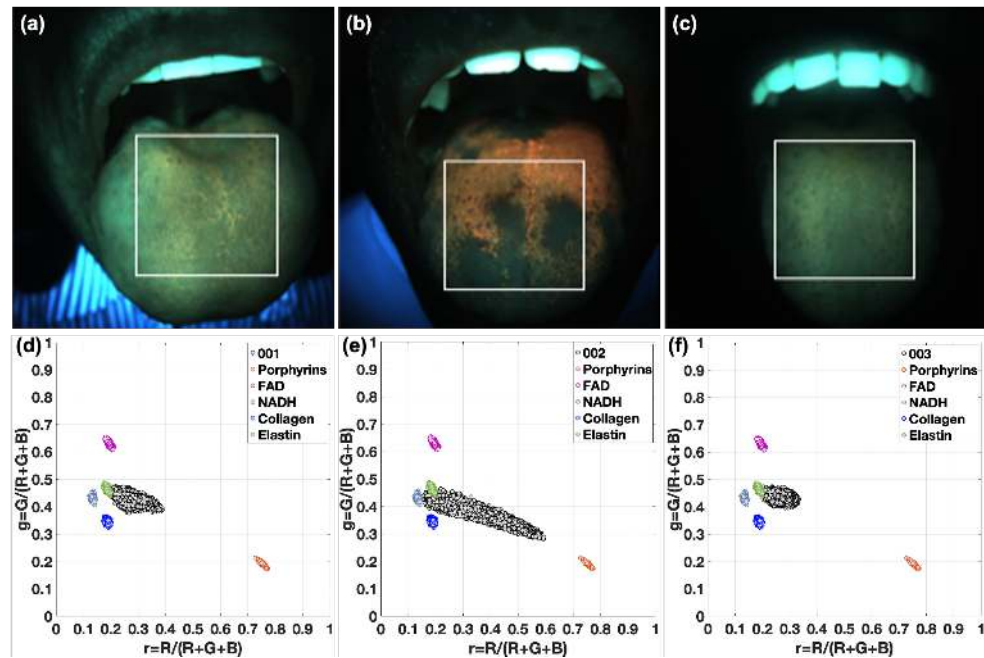 (a)
(b)
(c)
(d)
1
0.9
0.8
0.7
0.6
0.5
0.4
0.3
0.2
0.1
0
g=G/(R+G+B)
001
Porphyrins
FAD
NADH
Collagen
Elastin
0 0.1 0.2 0.3 0.4 0.5 0.6 0.7 0.8 0.9 1
r=R/(R+G+B)
(e)
1
0.9
0.8
0.7
0.6
0.5
0.4
0.3
0.2
0.1
0
g=G/(R+G+B)
002
Porphyrins
FAD
NADH
Collagen
Elastin
0 0.1 0.2 0.3 0.4 0.5 0.6 0.7 0.8 0.9 1
r=R/(R+G+B)
(f)
1
0.9
0.8
0.7
0.6
0.5
0.4
0.3
0.2
0.1
0
g=G/(R+G+B)
003
Porphyrins
FAD
NADH
Collagen
Elastin
0 0.1 0.2 0.3 0.4 0.5 0.6 0.7 0.8 0.9 1
r=R/(R+G+B)